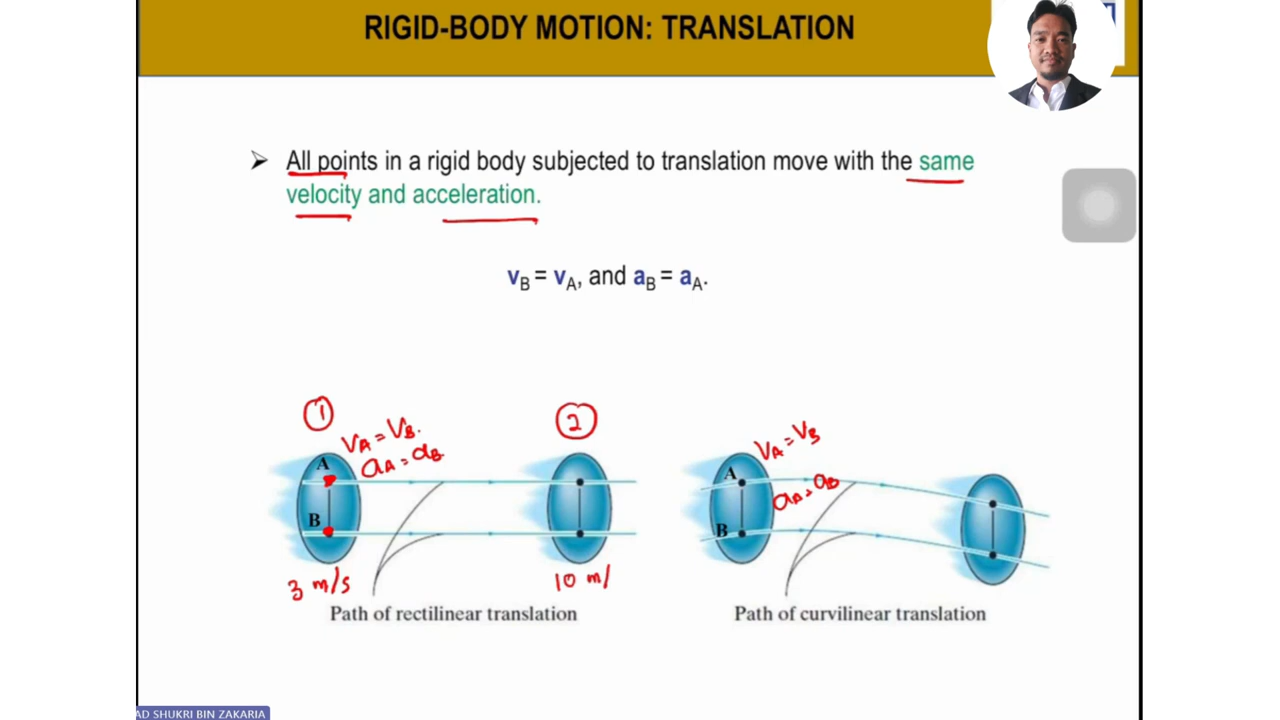 RIGID-BODY MOTION: TRANSLATION
➢ All points in a rigid body subjected to translation move with the same
velocity and acceleration.
vB = vA, and aB = aA.
1
2
VA = VB.
aA = aB
A
B
3 m/s
10 m/
Path of rectilinear translation
VA = VB
aA = aB
A
B
Path of curvilinear translation
AD SHUKRI BIN ZAKARIA